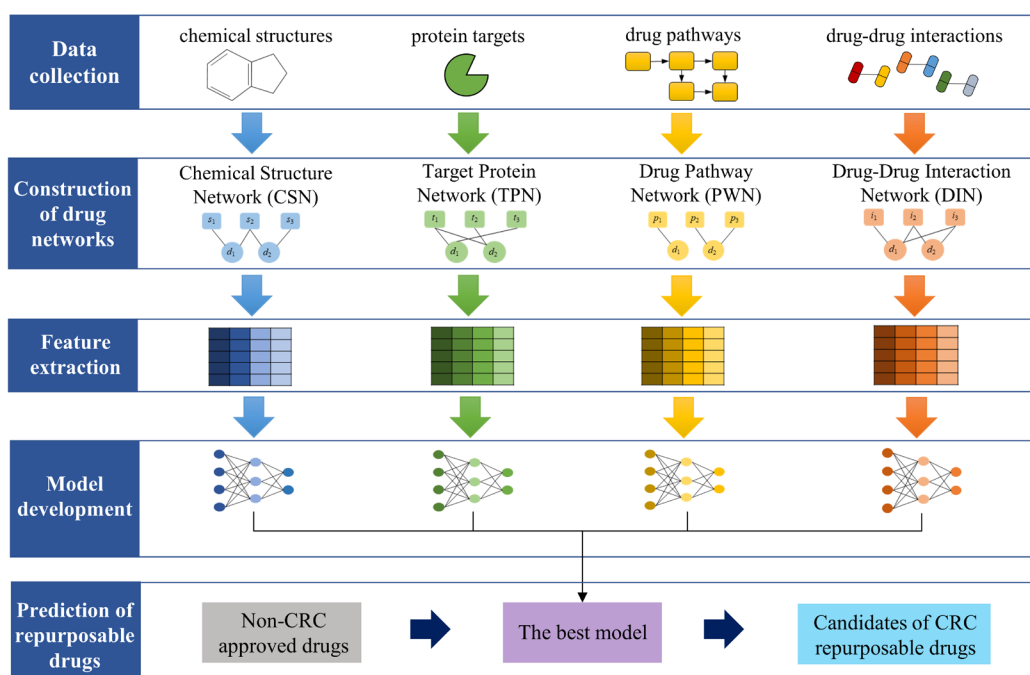 Data
collection
chemical structures
protein targets
drug pathways
drug-drug interactions
Construction
of drug
networks
Chemical Structure
Network (CSN)
s1 s2 s3
d1 d2
Target Protein
Network (TPN)
t1 t2 t3
d1 d2
Drug Pathway
Network (PWN)
p1 p2 p3
d1 d2
Drug-Drug Interaction
Network (DIN)
i1 i2 i3
d1 d2
Feature
extraction
Model
development
Prediction of
repurposable
drugs
Non-CRC
approved drugs
The best model
Candidates of CRC
repurposable drugs